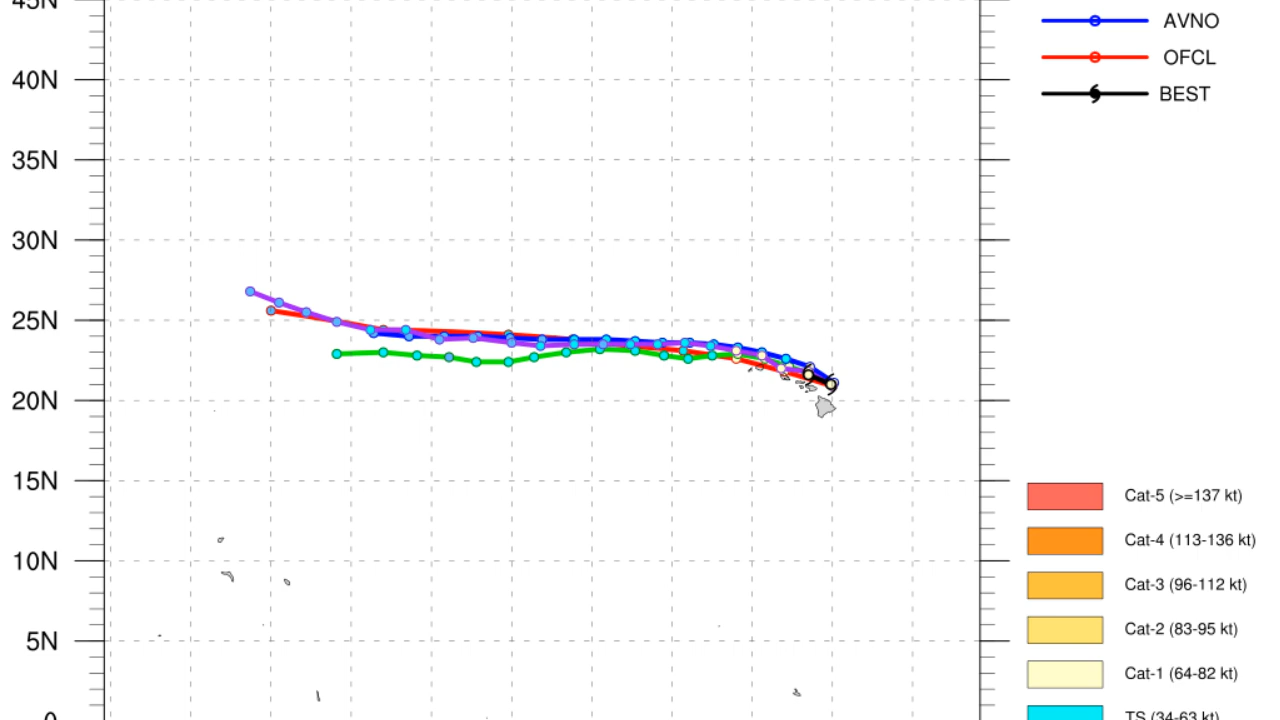 45N
AVNO
OFCL
40N
BEST
35N
30N
25N
20N
15N
Cat-5 (>=137 kt)
Cat-4 (113-136 kt)
10N
Cat-3 (96-112 kt)
Cat-2 (83-95 kt)
5N
Cat-1 (64-82 kt)
0
TS (34-63 kt)